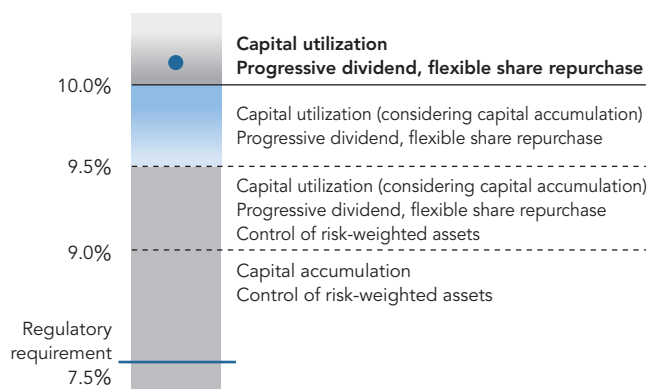 Capital utilization
Progressive dividend, flexible share repurchase
10.0%
Capital utilization (considering capital accumulation)
Progressive dividend, flexible share repurchase
9.5%
Capital utilization (considering capital accumulation)
Progressive dividend, flexible share repurchase
Control of risk-weighted assets
9.0%
Capital accumulation
Control of risk-weighted assets
Regulatory
requirement
7.5%